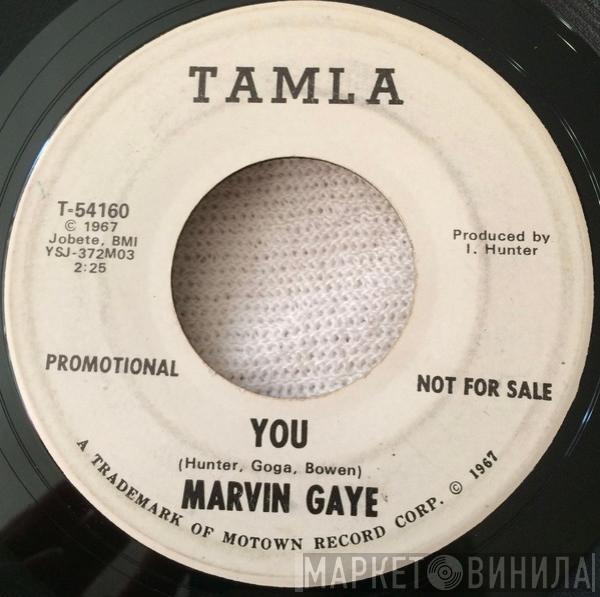 TAMLA
T-54160
© 1967
Jobete, BMI
YSJ-372M03
2:25
Produced by
I. Hunter
PROMOTIONAL
NOT FOR SALE
YOU
(Hunter, Goga, Bowen)
MARVIN GAYE
A TRADEMARK OF MOTOWN RECORD CORP. © 1967
МАРКЕТ ВИНИЛА